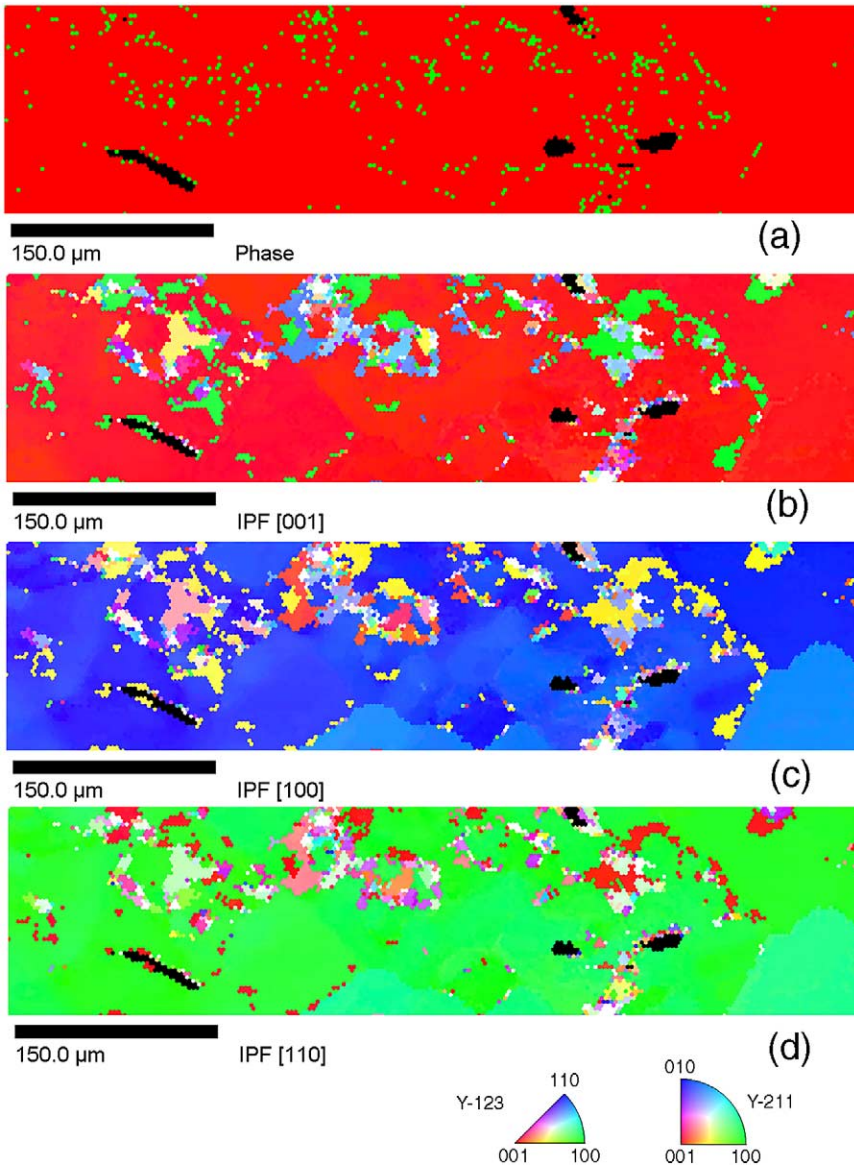 (a)
150.0 µm Phase
(b)
150.0 µm IPF [001]
(c)
150.0 µm IPF [100]
(d)
150.0 µm IPF [110]
110 010
Y-123 Y-211
001 100 001 100